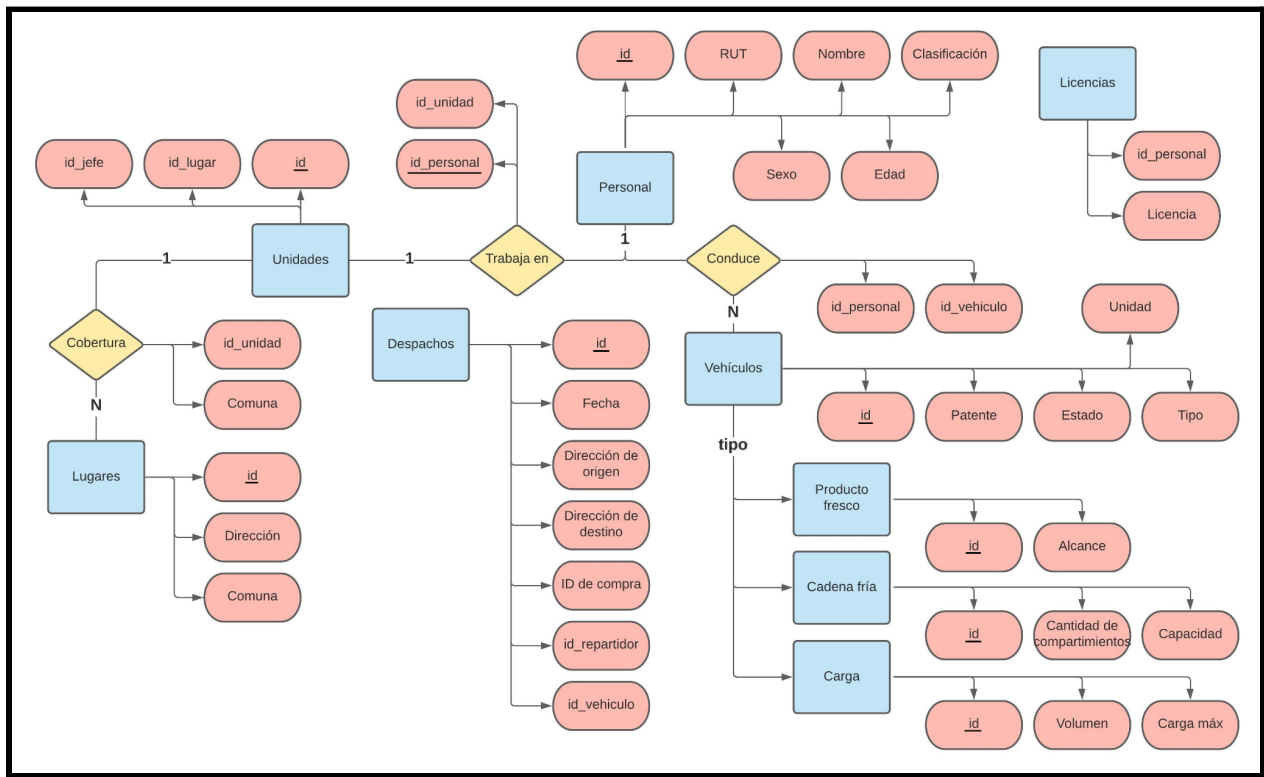 id
RUT
Nombre
Clasificación
Licencias
id_unidad
id_personal
id_jefe
id_lugar
id
id_personal
Licencia
Personal
Sexo
Edad
1
Unidades
1
1
Trabaja en
Conduce
id_personal
id_vehiculo
Unidad
N
Cobertura
id_unidad
Comuna
N
Lugares
id
Dirección
Comuna
Despachos
id
Fecha
Dirección de
origen
Dirección de
destino
ID de compra
id_repartidor
id_vehiculo
Vehículos
id
Patente
Estado
Tipo
tipo
Producto
fresco
id
Alcance
Cadena fría
id
Cantidad de
compartimientos
Capacidad
Carga
id
Volumen
Carga máx